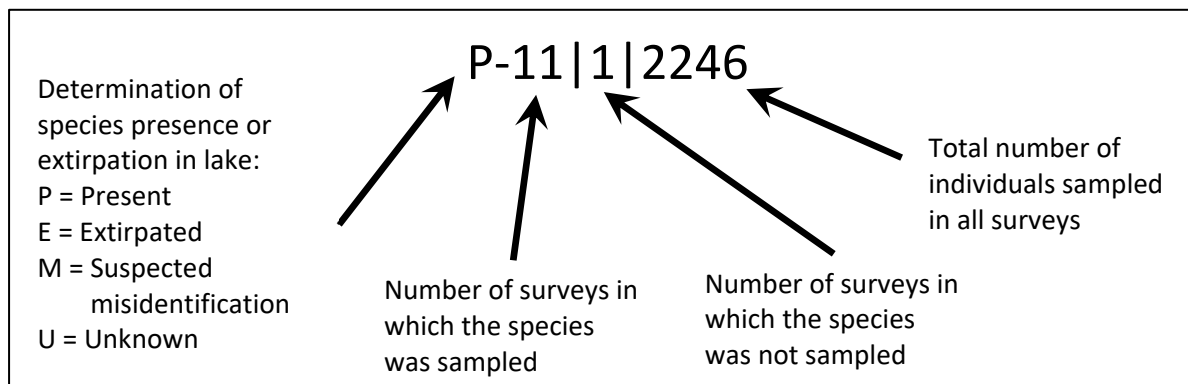 P-11|1|2246
Determination of
species presence or
extirpation in lake:
P = Present
E = Extirpated
M = Suspected
misidentification
U = Unknown
Number of surveys in
which the species
was sampled
Number of surveys in
which the species
was not sampled
Total number of
individuals sampled
in all surveys